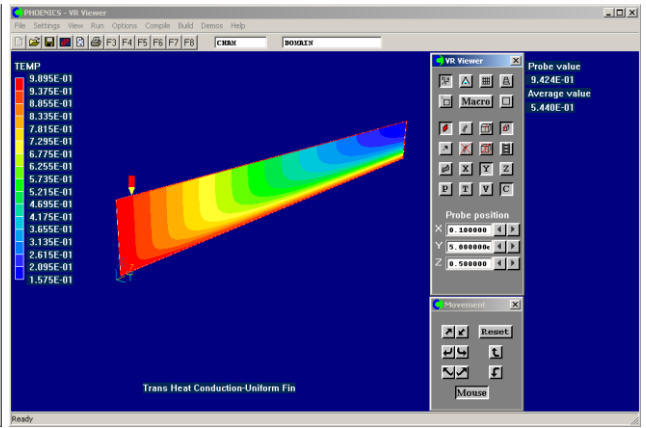 PHOENICS - VR Viewer
File Settings View Run Options Compile Build Demos Help
F3 F4 F5 F6 F7 F8 CHAM DOMAIN
TEMP
9.895E-01
9.375E-01
8.855E-01
8.335E-01
7.815E-01
7.295E-01
6.775E-01
6.255E-01
5.735E-01
5.215E-01
4.695E-01
4.175E-01
3.655E-01
3.135E-01
2.615E-01
2.095E-01
1.575E-01
Z
Trans Heat Conduction-Uniform Fin
VR Viewer
Macro
X Y Z
P T V C
Probe position
X 0.100000
Y 5.000000e
Z 0.500000
Movement
Reset
Mouse
Probe value
9.424E-01
Average value
5.440E-01
Ready